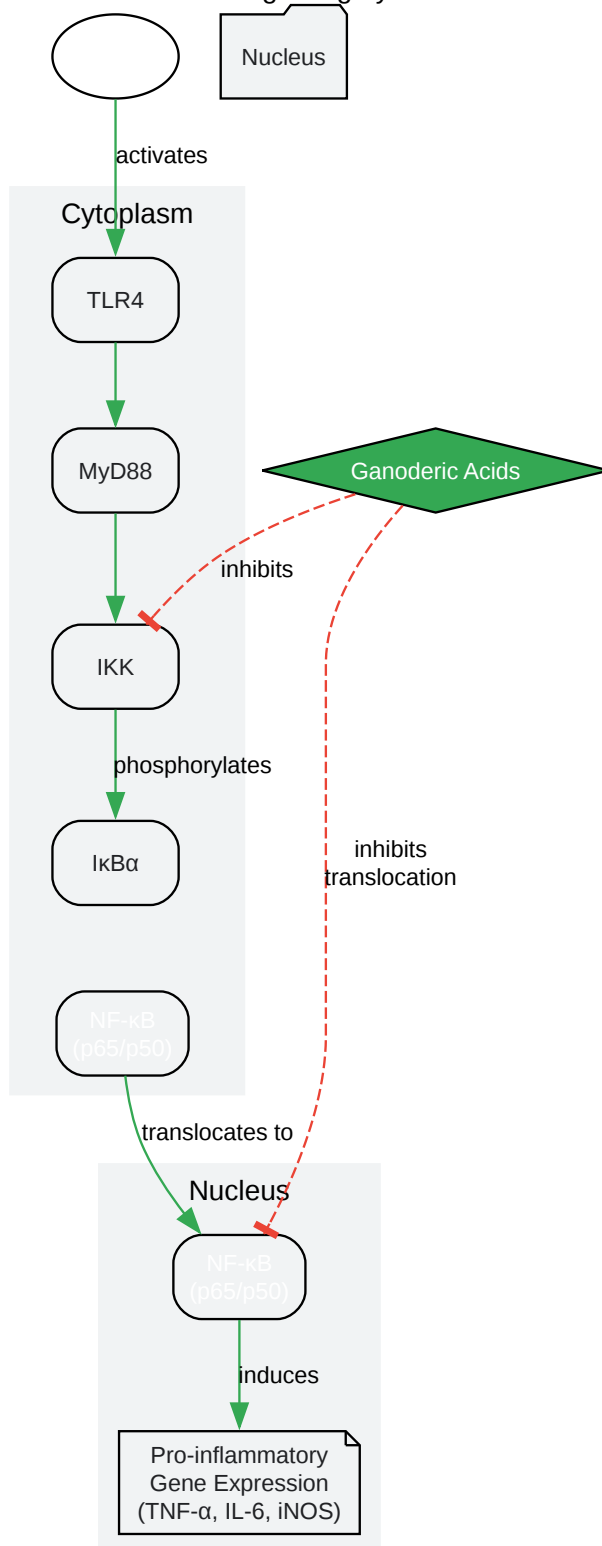 Nucleus
activates
Cytoplasm
TLR4
MyD88
Ganoderic Acids
inhibits
IKK
phosphorylates
IκBα
inhibits
translocation
NF-κB
(p65/p50)
translocates to
Nucleus
NF-κB
(p65/p50)
induces
Pro-inflammatory
Gene Expression
(TNF-α, IL-6, iNOS)